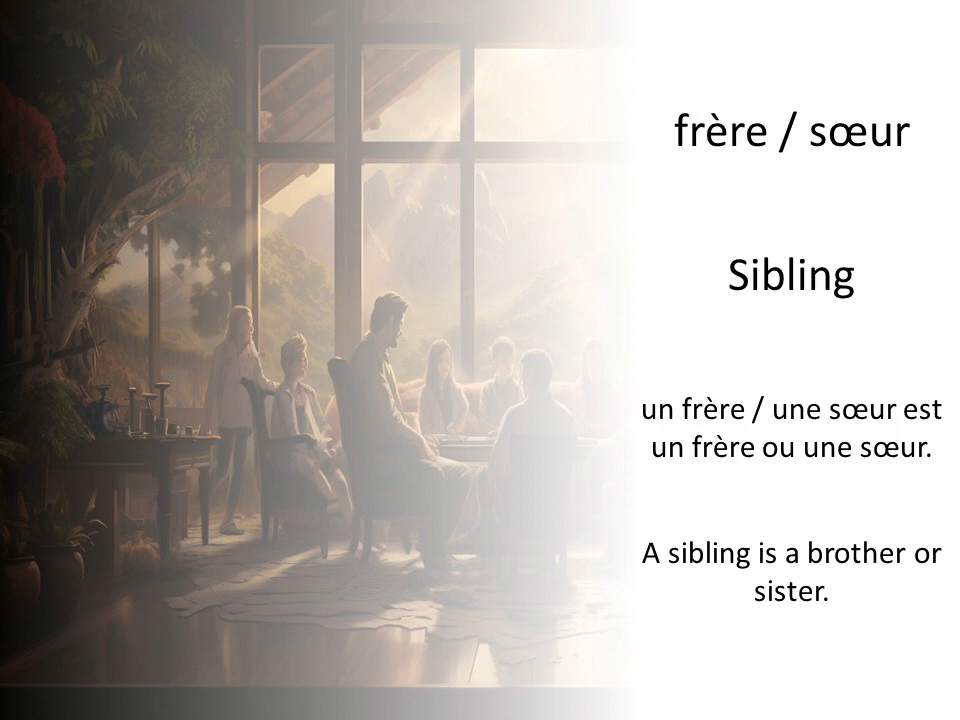 frère / sœur
Sibling
un frère / une sœur est
un frère ou une sœur.
A sibling is a brother or
sister.